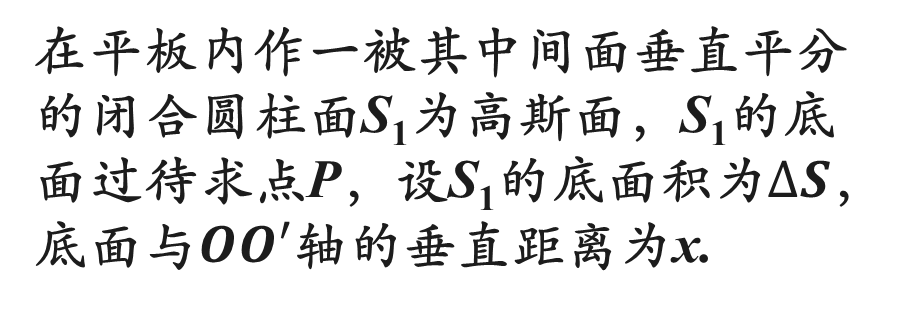 在平板内作一被其中间面垂直平分
的闭合圆柱面S₁为高斯面，S₁的底
面过待求点P，设S₁的底面积为ΔS，
底面与OO′轴的垂直距离为x.